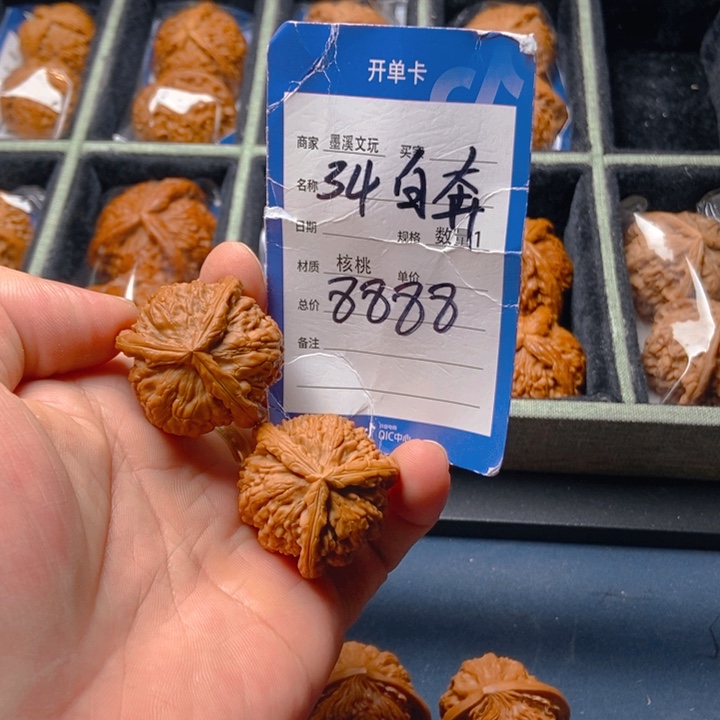 开单卡
商家 墨溪文玩 买家
名称 34 白奔
日期
规格 数量1
材质 核桃 单价
总价 8888
备注
QIC中心